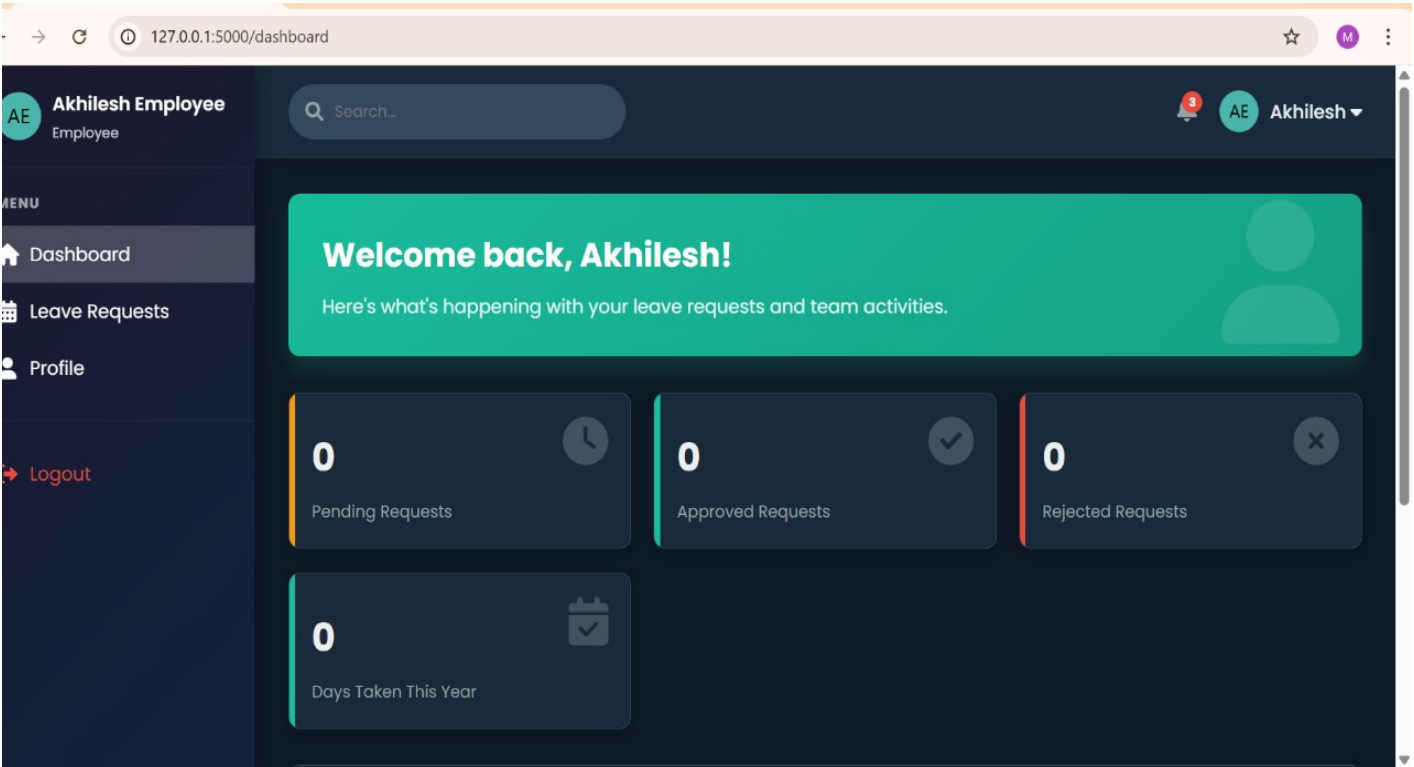 127.0.0.1:5000/dashboard
M
AE
Akhilesh Employee
Employee
MENU
Dashboard
Leave Requests
Profile
Logout
Search...
3
AE
Akhilesh
Welcome back, Akhilesh!
Here's what's happening with your leave requests and team activities.
0
Pending Requests
0
Approved Requests
0
Rejected Requests
0
Days Taken This Year